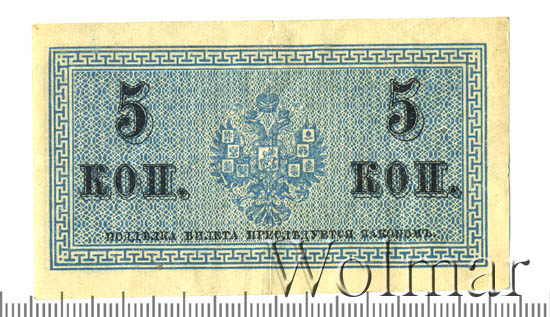 5 5
КОП. КОП.
ПОДДѢЛКА БИЛЕТА ПРЕСЛѢДУЕТСЯ ЗАКОНОМЪ.
Wolmar